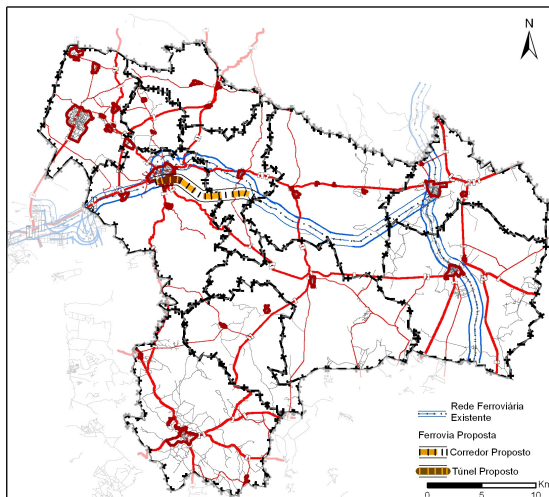 N
Rede Ferroviária
Existente
Ferrovia Proposta
Corredor Proposto
Túnel Proposto
0 5 10 Km